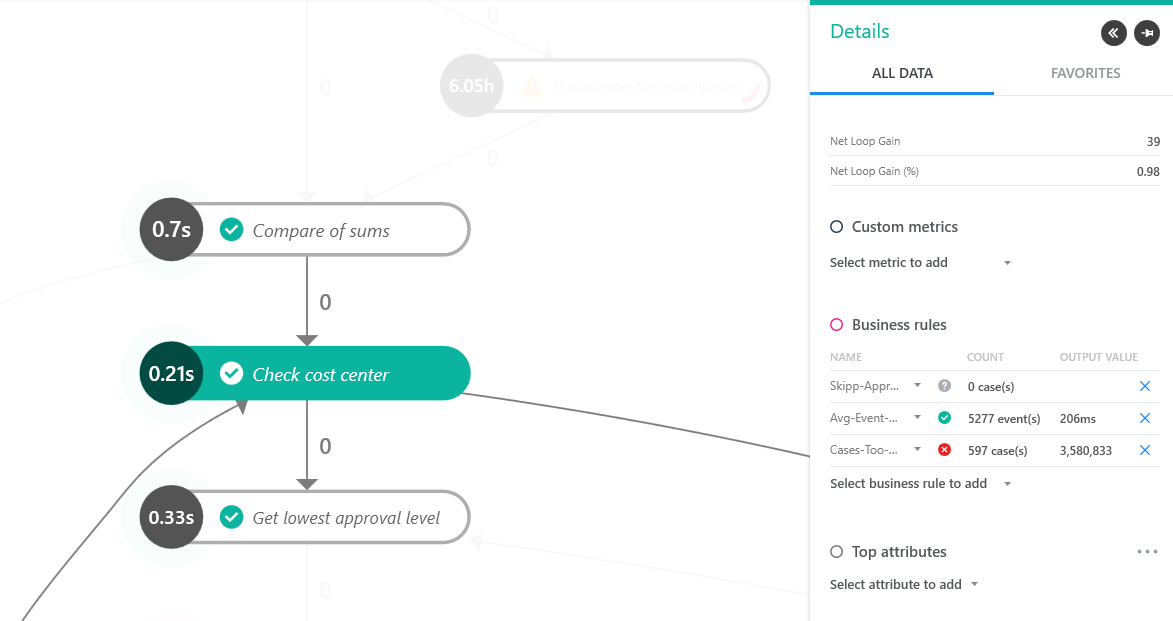 0
0
6.05h Manual enter the order number
0
0.7s Compare of sums
0
0.21s Check cost center
0
0.33s Get lowest approval level
0
Details
ALL DATA FAVORITES
Net Loop Gain 39
Net Loop Gain (%) 0.98
Custom metrics
Select metric to add
Business rules
NAME COUNT OUTPUT VALUE
Skipp-Appr... ? 0 case(s)
Avg-Event-... 5277 event(s) 206ms
Cases-Too-... 597 case(s) 3,580,833
Select business rule to add
Top attributes
Select attribute to add